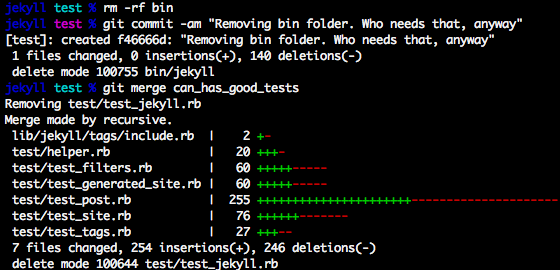 jekyll test % rm -rf bin
jekyll test % git commit -am "Removing bin folder. Who needs that, anyway"
[test]: created f46666d: "Removing bin folder. Who needs that, anyway"
 1 files changed, 0 insertions(+), 140 deletions(-)
 delete mode 100755 bin/jekyll
jekyll test % git merge can_has_good_tests
Removing test/test_jekyll.rb
Merge made by recursive.
 lib/jekyll/tags/include.rb  |    2 +-
 test/helper.rb              |   20 +++-
 test/test_filters.rb        |   60 +++++-----
 test/test_generated_site.rb |   60 +++++-----
 test/test_post.rb           |  255 ++++++++++++++++++++++----------------------
 test/test_site.rb           |   76 ++++++-------
 test/test_tags.rb           |   27 +++--
 7 files changed, 254 insertions(+), 246 deletions(-)
 delete mode 100644 test/test_jekyll.rb